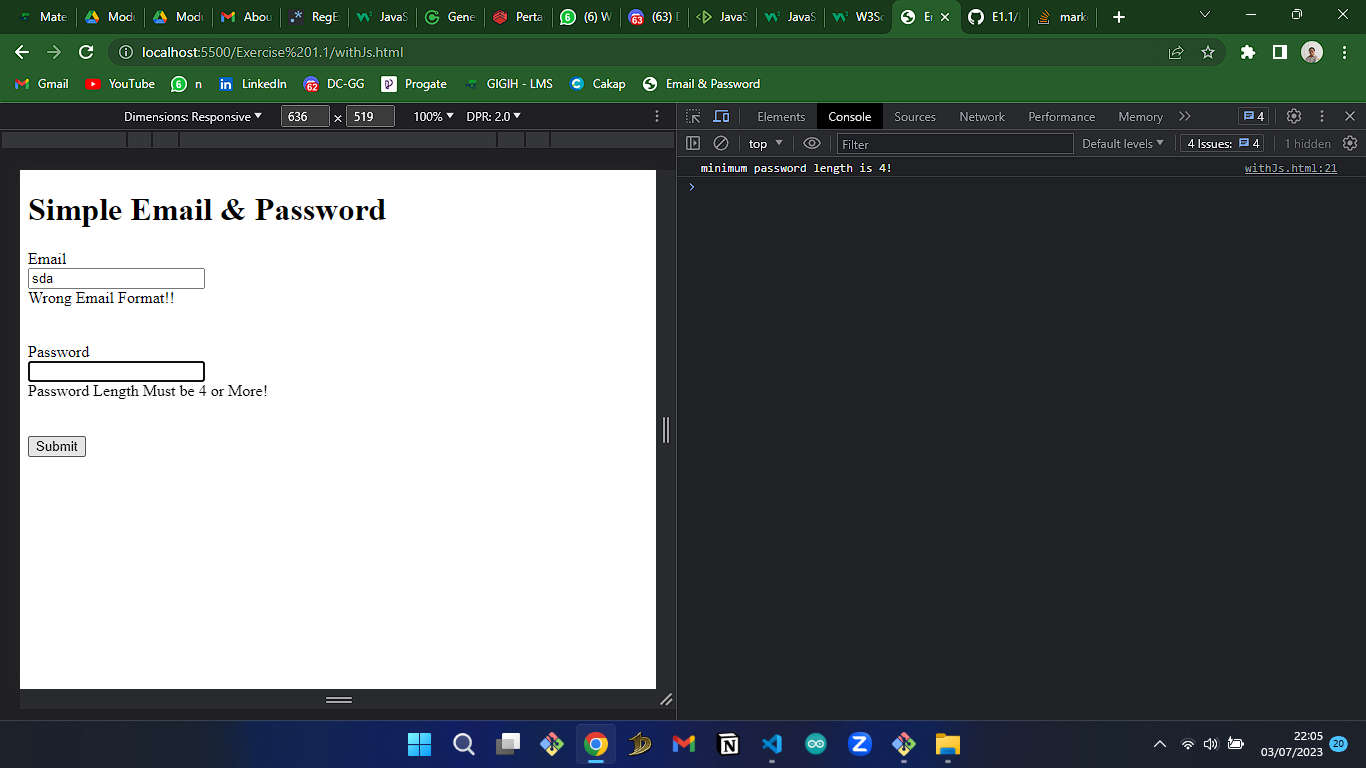 Mate
Modu
Modu
Abou
RegEx
JavaS
Gene
Perta
(6) W
(63) D
JavaS
JavaS
W3Sc
Em
E1.1/
mark
localhost:5500/Exercise%201.1/withJs.html
Gmail YouTube n LinkedIn DC-GG Progate GIGIH - LMS Cakap Email & Password
Dimensions: Responsive 636 x 519 100% DPR: 2.0
Elements Console Sources Network Performance Memory 4
top Filter Default levels 4 Issues: 4 1 hidden
minimum password length is 4! withJs.html:21
Simple Email & Password
Email
sda
Wrong Email Format!!
Password
Password Length Must be 4 or More!
Submit
22:05
03/07/2023 20